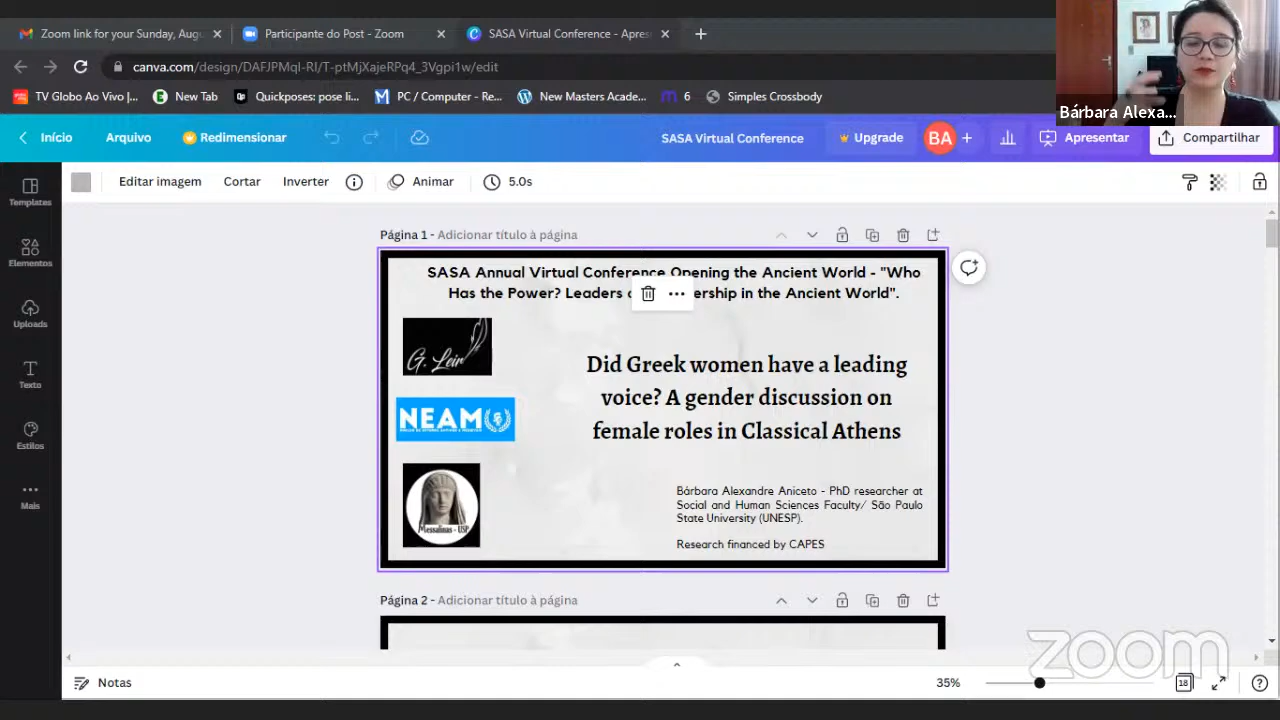 Zoom link for your Sunday, Aug
Participante do Post - Zoom
SASA Virtual Conference - Apres
canva.com/design/DAFJPMqI-RI/T-ptMjXajeRPq4_3Vgpi1w/edit
TV Globo Ao Vivo |...
New Tab
Quickposes: pose li...
PC / Computer - Re...
New Masters Acade...
6
Simples Crossbody
Bárbara Alexa...
Início
Arquivo
Redimensionar
SASA Virtual Conference
Upgrade
BA
Apresentar
Compartilhar
Editar imagem
Cortar
Inverter
Animar
5.0s
Templates
Elementos
Uploads
Texto
Estilos
Mais
Página 1 - Adicionar título à página
SASA Annual Virtual Conference Opening the Ancient World - "Who
Has the Power? Leaders ership in the Ancient World".
G. Leir
NEAM
Messalinas - USP
Did Greek women have a leading
voice? A gender discussion on
female roles in Classical Athens
Bárbara Alexandre Aniceto - PhD researcher at
Social and Human Sciences Faculty/ São Paulo
State University (UNESP).
Research financed by CAPES
Página 2 - Adicionar título à página
zoom
Notas
35%
18